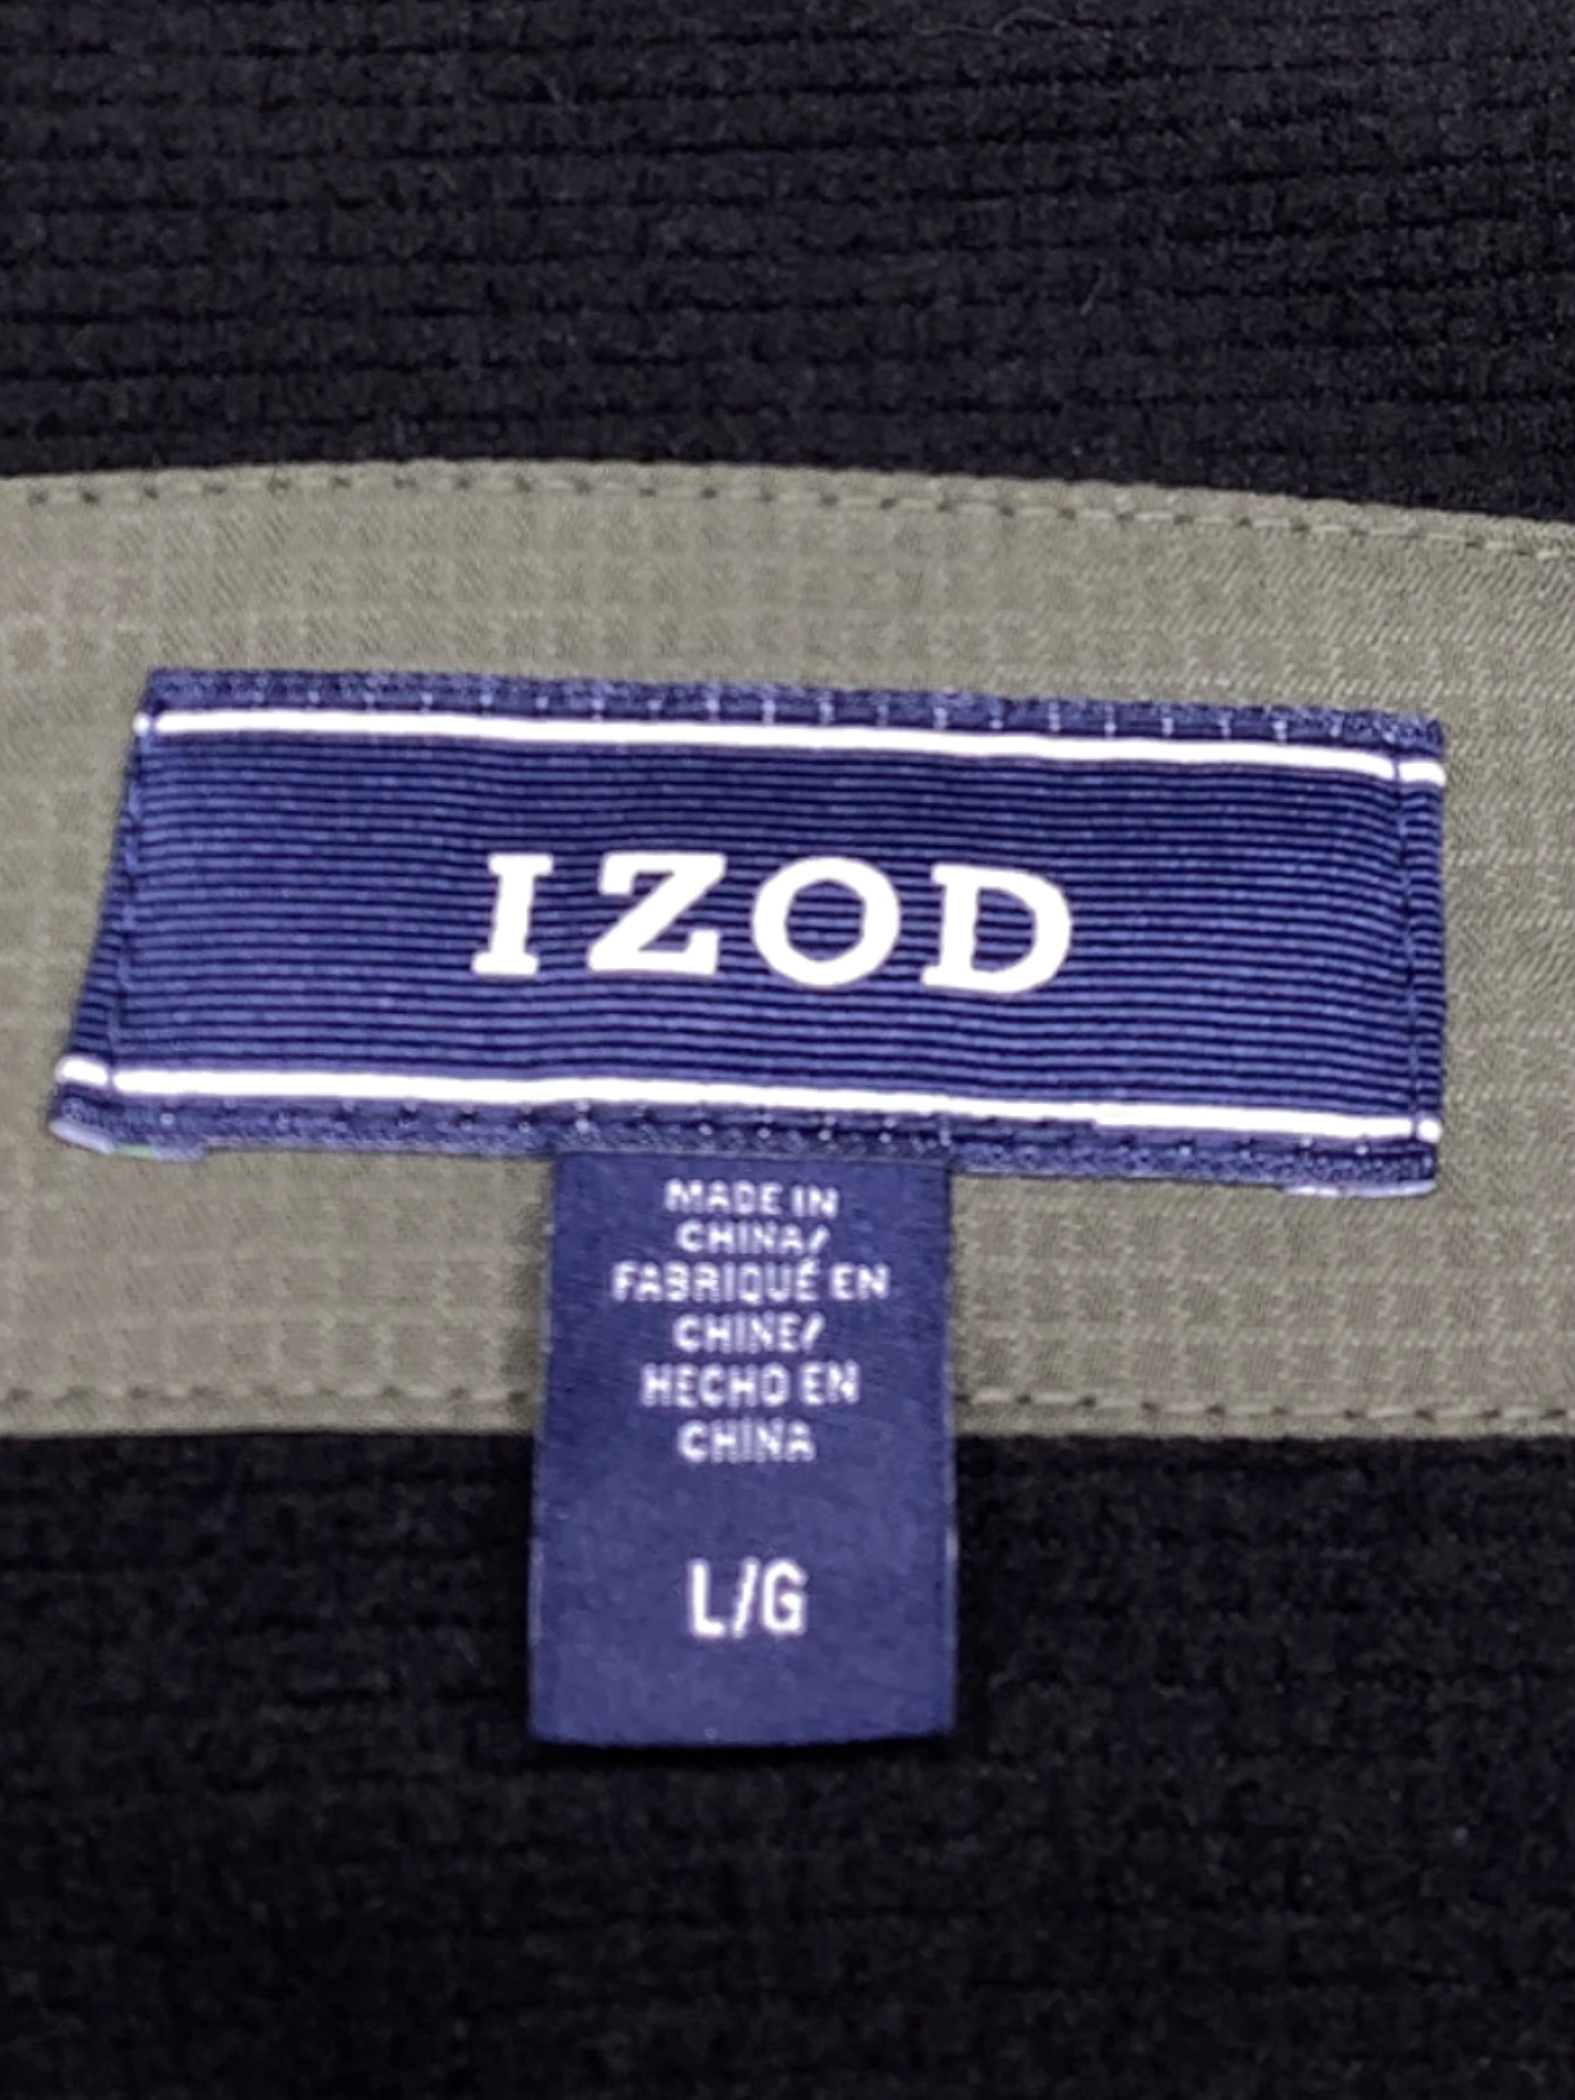 IZOD
MADE IN
CHINA/
FABRIQUÉ EN
CHINE/
HECHO EN
CHINA
L/G